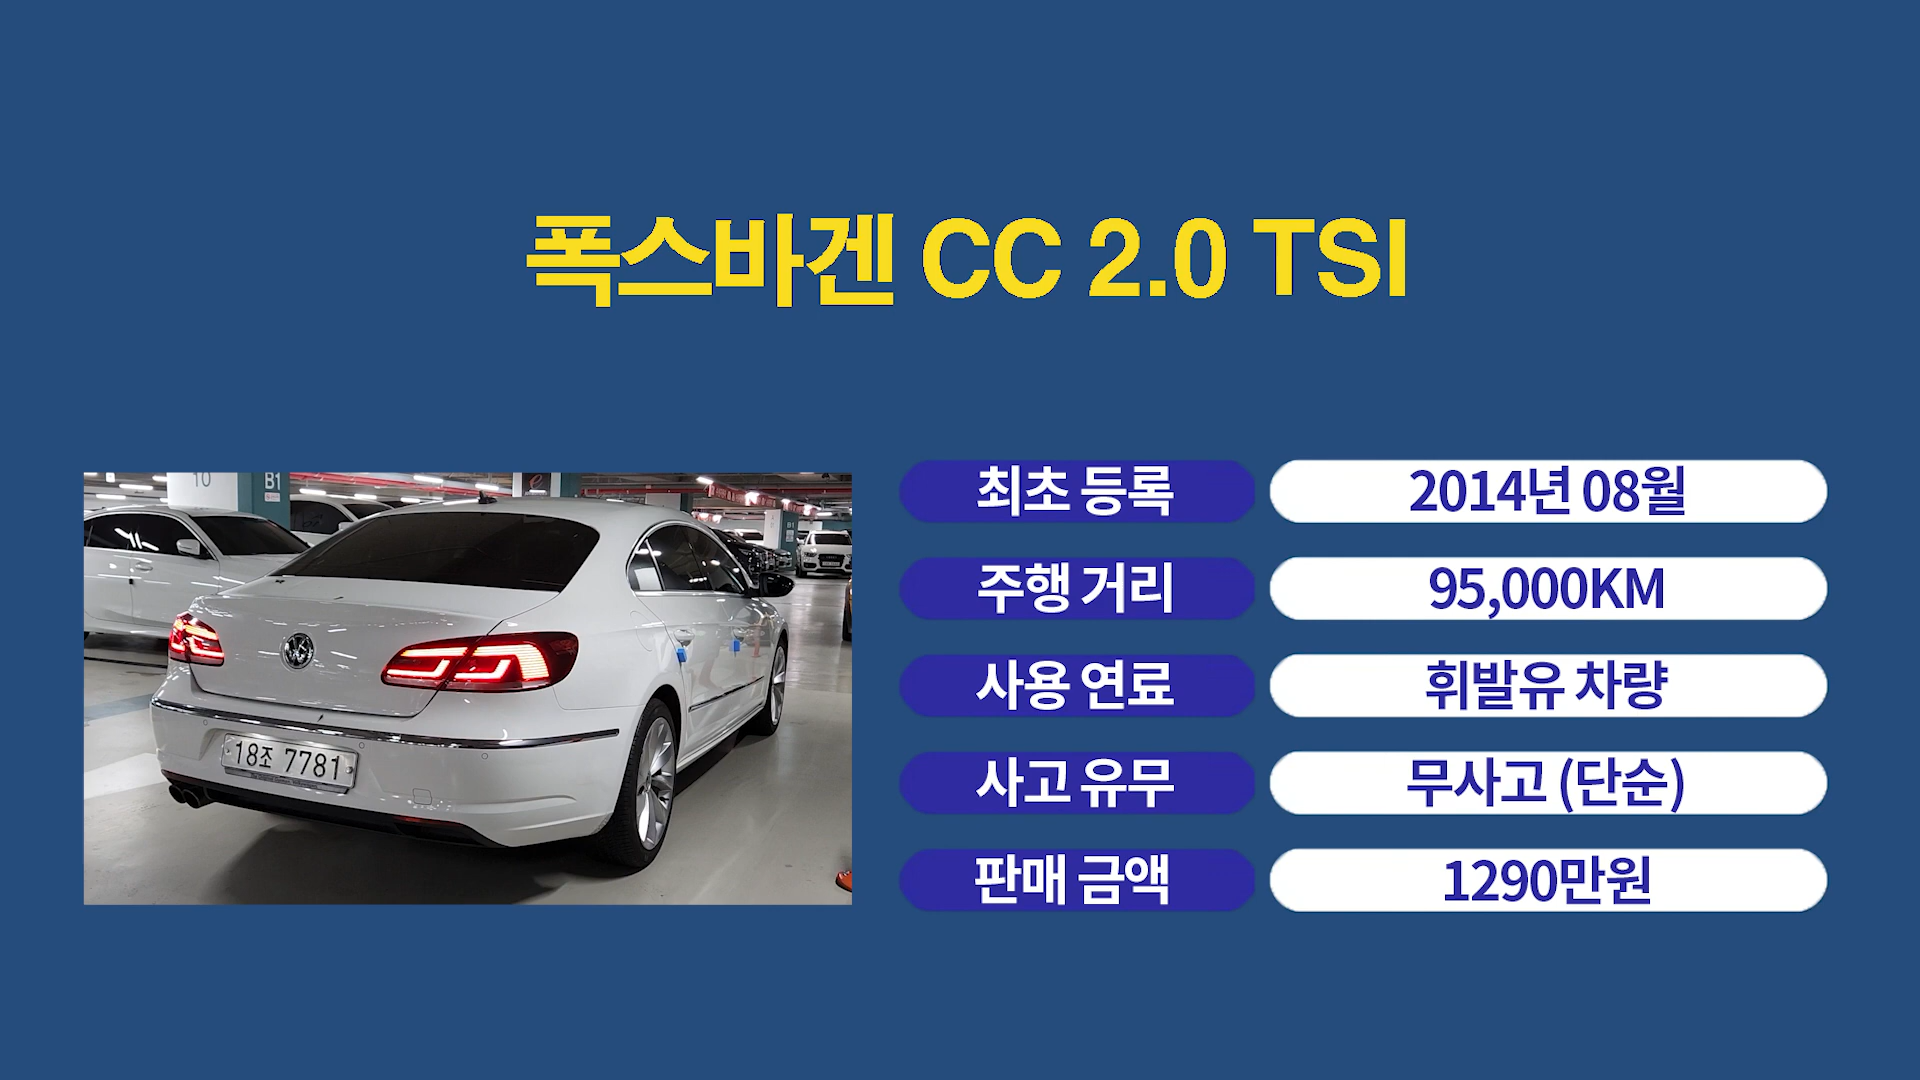 폭스바겐 CC 2.0 TSI
최초 등록 2014년 08월
주행 거리 95,000KM
사용 연료 휘발유 차량
사고 유무 무사고 (단순)
판매 금액 1290만원
10
B1
18조 7781